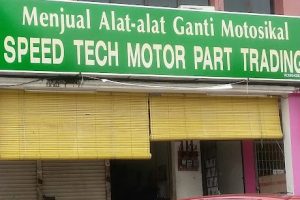 Menjual Alat-alat Ganti Motosikal
SPEED TECH MOTOR PART TRADING